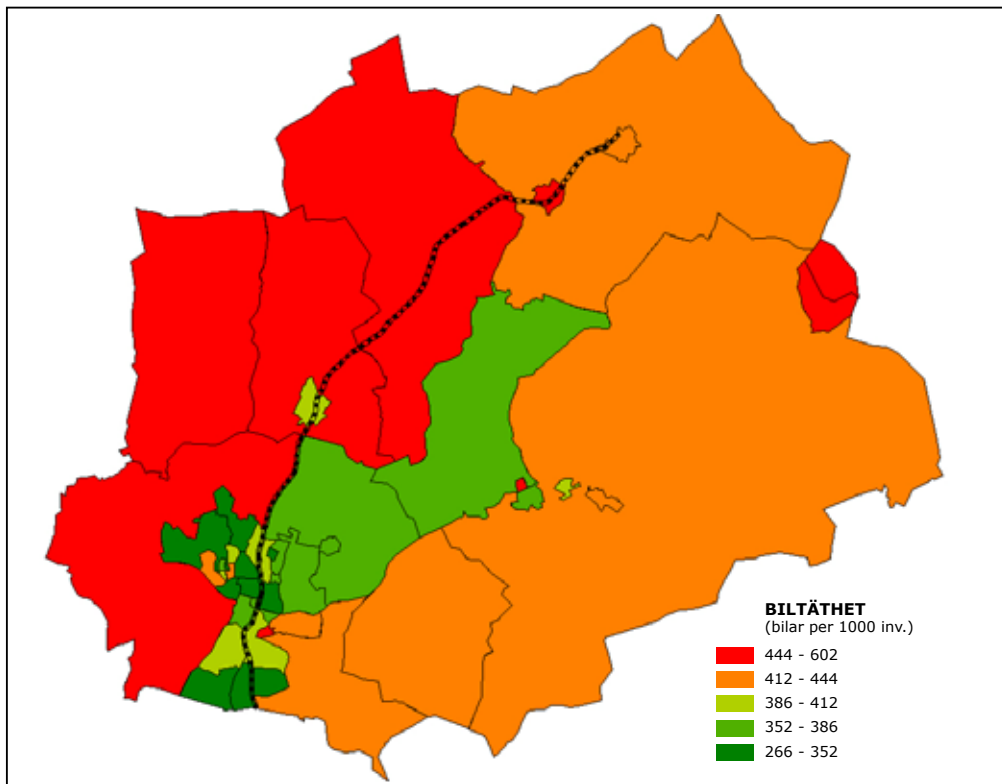 BILTÄTHET
(bilar per 1000 inv.)
444 - 602
412 - 444
386 - 412
352 - 386
266 - 352